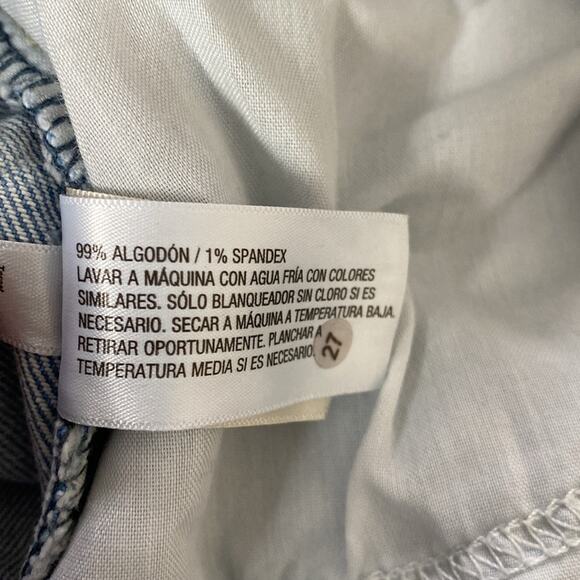 99% ALGODÓN / 1% SPANDEX
LAVAR A MÁQUINA CON AGUA FRÍA CON COLORES
SIMILARES. SÓLO BLANQUEADOR SIN CLORO SI ES
NECESARIO. SECAR A MÁQUINA A TEMPERATURA BAJA.
RETIRAR OPORTUNAMENTE. PLANCHAR A
TEMPERATURA MEDIA SI ES NECESARIO.
27